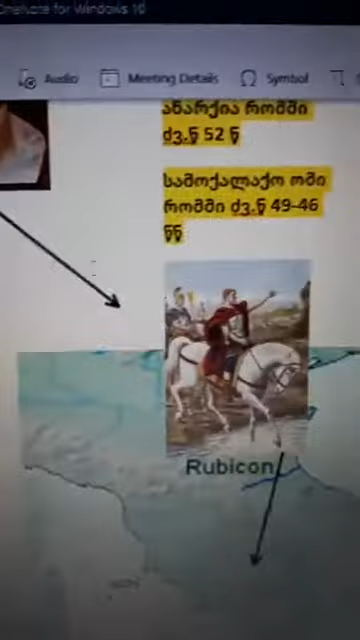 OneNote for Windows 10
Audio
Meeting Details
Symbol
ანარქია რომში
ძვ.წ 52 წ
სამოქალაქო ომი
რომში ძვ.წ 49-46
წწ
Rubicon